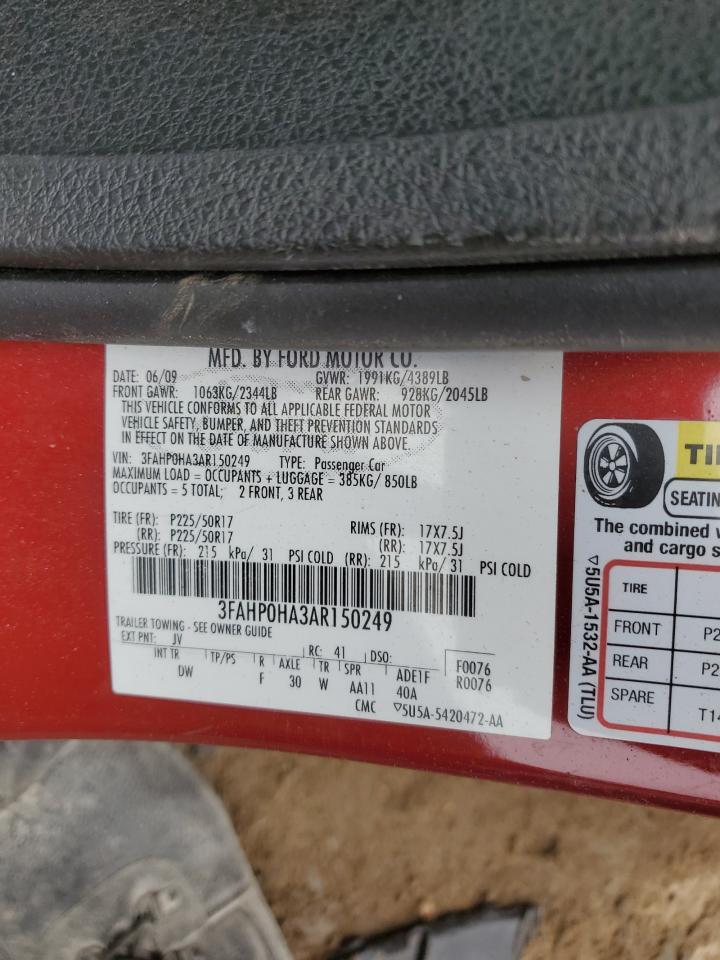 MFD. BY FORD MOTOR CO.
DATE: 06/09 GVWR: 1991KG/4389LB
FRONT GAWR: 1063KG/2344LB REAR GAWR: 928KG/2045LB
THIS VEHICLE CONFORMS TO ALL APPLICABLE FEDERAL MOTOR
VEHICLE SAFETY, BUMPER, AND THEFT PREVENTION STANDARDS
IN EFFECT ON THE DATE OF MANUFACTURE SHOWN ABOVE.
VIN: 3FAHP0HA3AR150249 TYPE: Passenger Car
MAXIMUM LOAD = OCCUPANTS + LUGGAGE = 385KG/ 850LB
OCCUPANTS = 5 TOTAL; 2 FRONT, 3 REAR
TIRE (FR): P225/50R17 RIMS (FR): 17X7.5J
(RR): P225/50R17 (RR): 17X7.5J
PRESSURE (FR): 215 kPa/ 31 PSI COLD (RR): 215 kPa/ 31 PSI COLD
3FAHP0HA3AR150249
TRAILER TOWING - SEE OWNER GUIDE
EXT PNT: JV RC: 41 DSO: F0076
INT TR TP/PS R AXLE TR SPR ADE1F R0076
DW F 30 W AA11 40A
CMC ▽5U5A-5420472-AA
TI
SEATIN
The combined
and cargo s
TIRE
FRONT P2
REAR P2
SPARE T14
▽5U5A-1532-AA (TLU)